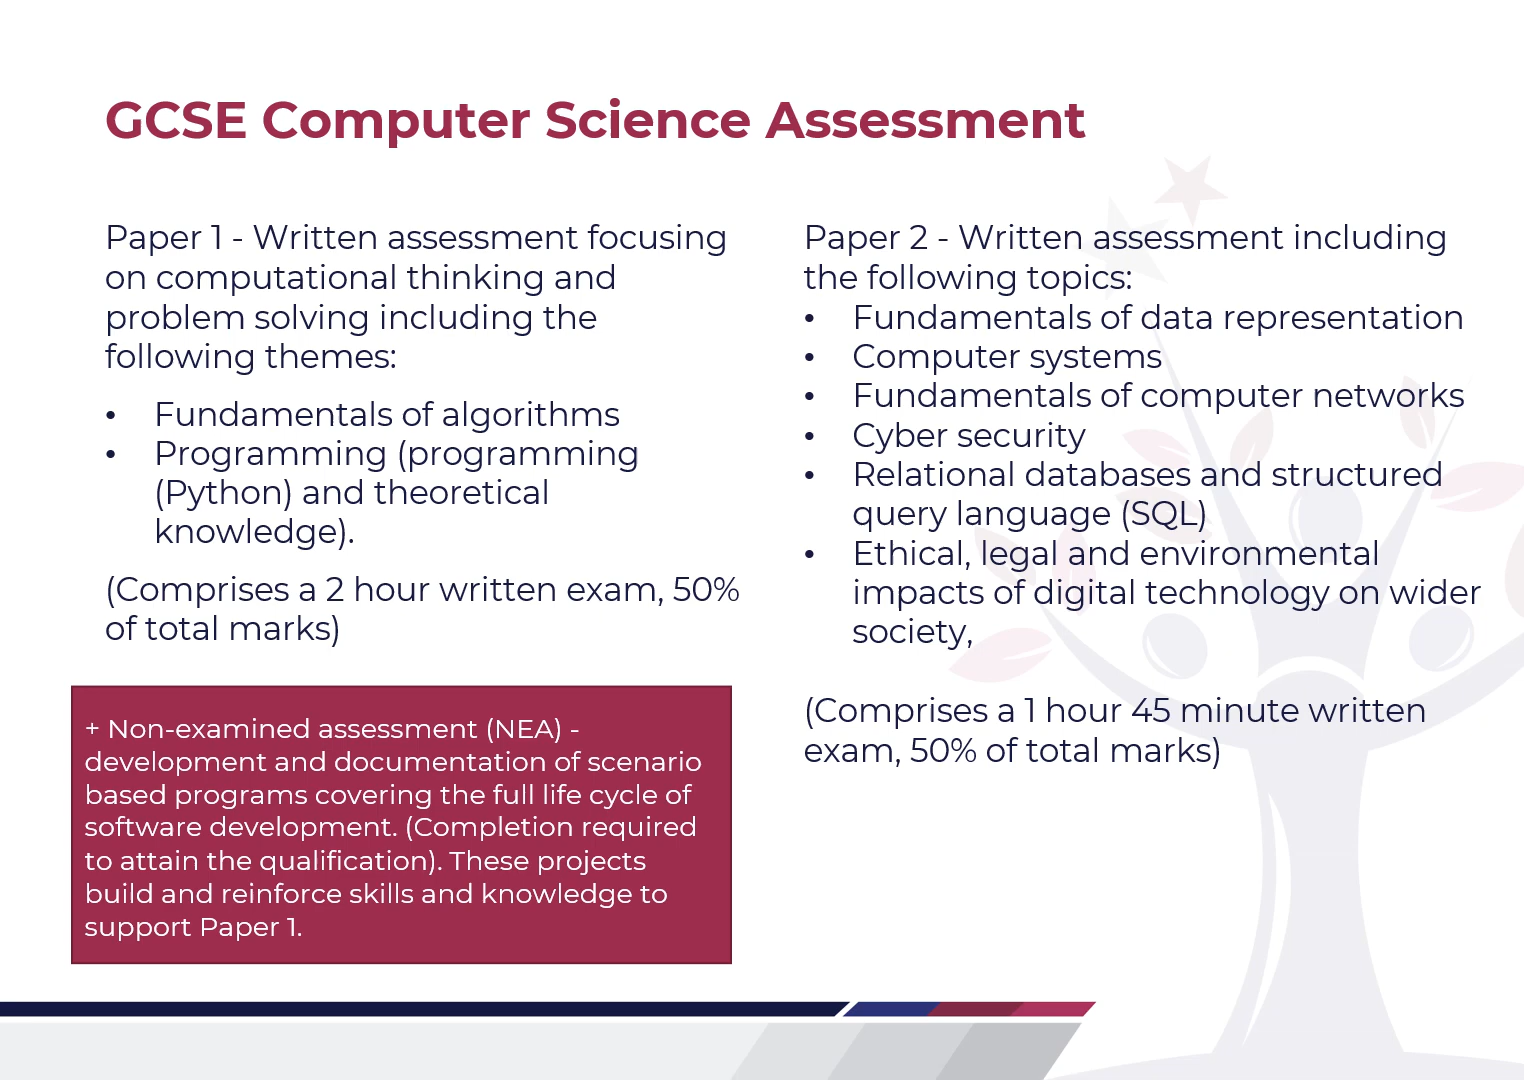 GCSE Computer Science Assessment
Paper 1 - Written assessment focusing
on computational thinking and
problem solving including the
following themes:
• Fundamentals of algorithms
• Programming (programming
(Python) and theoretical
knowledge).
(Comprises a 2 hour written exam, 50%
of total marks)
+ Non-examined assessment (NEA) -
development and documentation of scenario
based programs covering the full life cycle of
software development. (Completion required
to attain the qualification). These projects
build and reinforce skills and knowledge to
support Paper 1.
Paper 2 - Written assessment including
the following topics:
• Fundamentals of data representation
• Computer systems
• Fundamentals of computer networks
• Cyber security
• Relational databases and structured
query language (SQL)
• Ethical, legal and environmental
impacts of digital technology on wider
society,
(Comprises a 1 hour 45 minute written
exam, 50% of total marks)